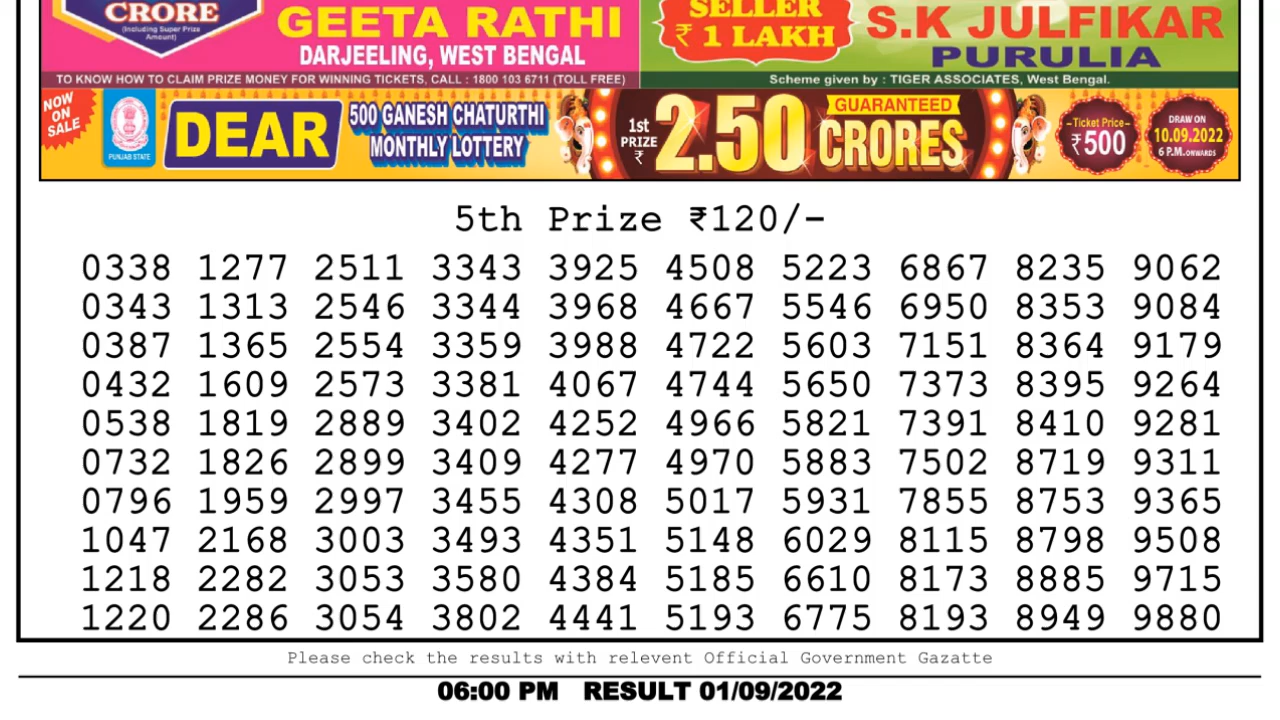 CRORE
(Including Super Prize
Amount)
GEETA RATHI
DARJEELING, WEST BENGAL
SELLER
₹ 1 LAKH
S.K JULFIKAR
PURULIA
TO KNOW HOW TO CLAIM PRIZE MONEY FOR WINNING TICKETS, CALL : 1800 103 6711 (TOLL FREE)
Scheme given by : TIGER ASSOCIATES, West Bengal.
NOW
ON
SALE
PUNJAB STATE
DEAR
500 GANESH CHATURTHI
MONTHLY LOTTERY
1st
PRIZE
₹
2.50
GUARANTEED
CRORES
Ticket Price
₹500
DRAW ON
10.09.2022
6 P.M. ONWARDS
5th Prize ₹120/-
0338 1277 2511 3343 3925 4508 5223 6867 8235 9062
0343 1313 2546 3344 3968 4667 5546 6950 8353 9084
0387 1365 2554 3359 3988 4722 5603 7151 8364 9179
0432 1609 2573 3381 4067 4744 5650 7373 8395 9264
0538 1819 2889 3402 4252 4966 5821 7391 8410 9281
0732 1826 2899 3409 4277 4970 5883 7502 8719 9311
0796 1959 2997 3455 4308 5017 5931 7855 8753 9365
1047 2168 3003 3493 4351 5148 6029 8115 8798 9508
1218 2282 3053 3580 4384 5185 6610 8173 8885 9715
1220 2286 3054 3802 4441 5193 6775 8193 8949 9880
Please check the results with relevent Official Government Gazatte
06:00 PM RESULT 01/09/2022